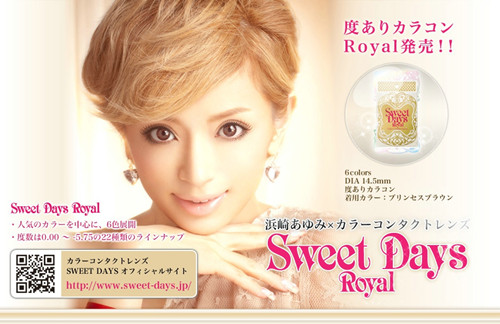 度ありカラコン
Royal発売!!
Sweet
Days
Royal
6colors
DIA 14.5mm
度ありカラコン
着用カラー：プリンセスブラウン
Sweet Days Royal
・人気のカラーを中心に、6色展開
・度数は0.00 〜 -5.75の22種類のラインナップ
浜崎あゆみ×カラーコンタクトレンズ
Sweet Days
Royal
カラーコンタクトレンズ
SWEET DAYS オフィシャルサイト
http://www.sweet-days.jp/